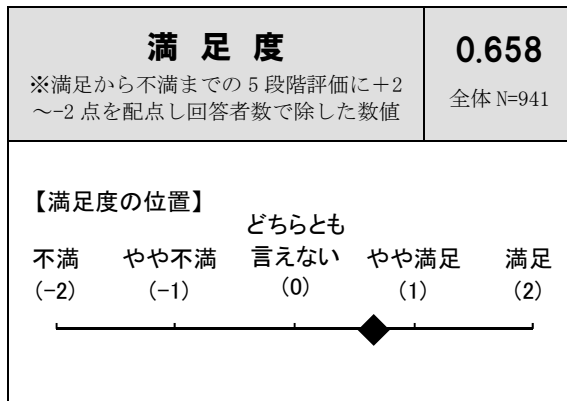 満 足 度
※満足から不満までの 5 段階評価に＋2
～-2 点を配点し回答者数で除した数値
0.658
全体 N=941
【満足度の位置】
どちらとも
不満 やや不満 言えない やや満足 満足
(-2) (-1) (0) (1) (2)